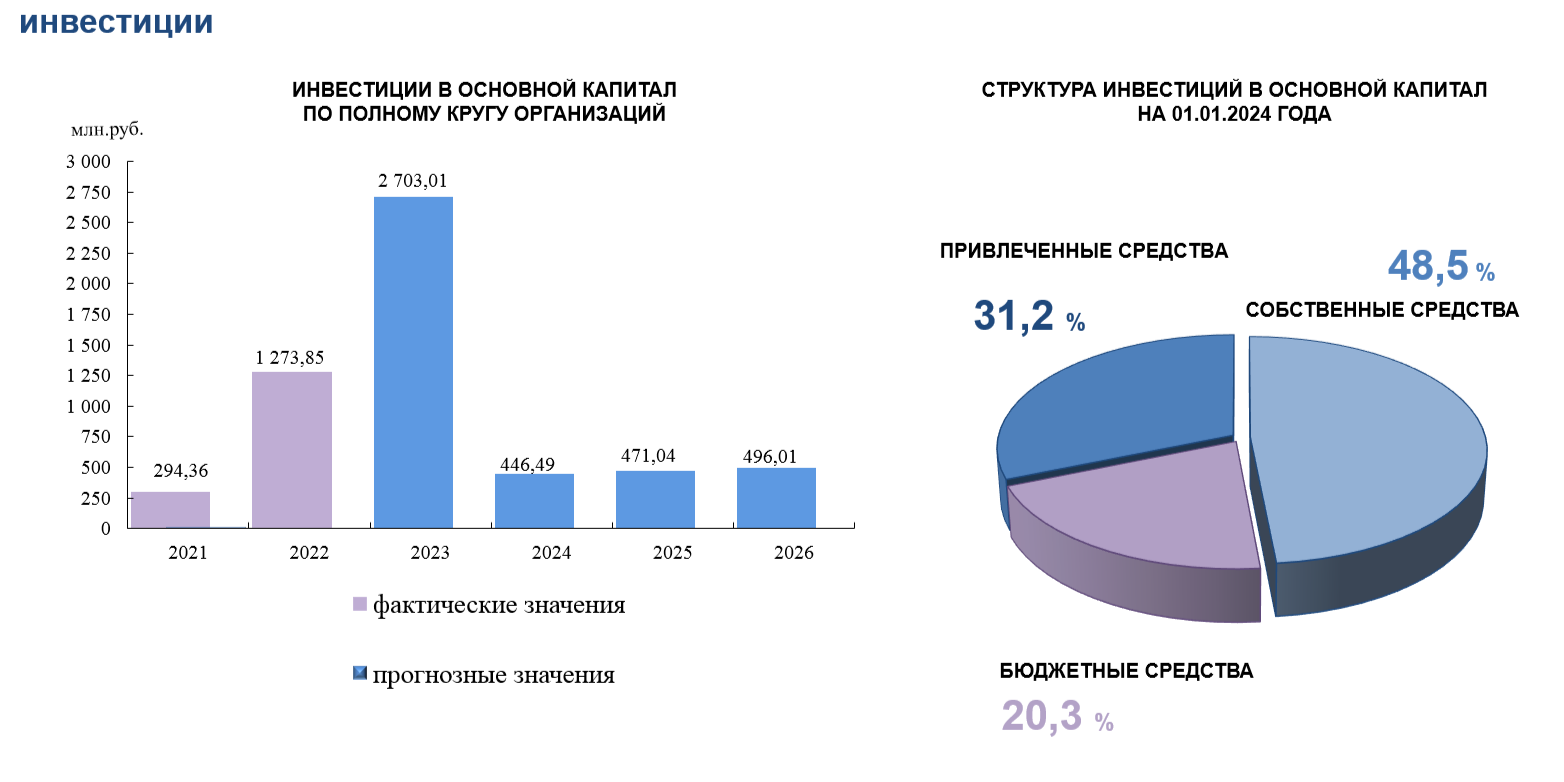 инвестиции
ИНВЕСТИЦИИ В ОСНОВНОЙ КАПИТАЛ
ПО ПОЛНОМУ КРУГУ ОРГАНИЗАЦИЙ
млн.руб.
3 000
2 750
2 500
2 250
2 000
1 750
1 500
1 250
1 000
750
500
250
0
294,36
1 273,85
2 703,01
446,49
471,04
496,01
2021
2022
2023
2024
2025
2026
фактические значения
прогнозные значения
СТРУКТУРА ИНВЕСТИЦИЙ В ОСНОВНОЙ КАПИТАЛ
НА 01.01.2024 ГОДА
ПРИВЛЕЧЕННЫЕ СРЕДСТВА
31,2 %
48,5 %
СОБСТВЕННЫЕ СРЕДСТВА
БЮДЖЕТНЫЕ СРЕДСТВА
20,3 %